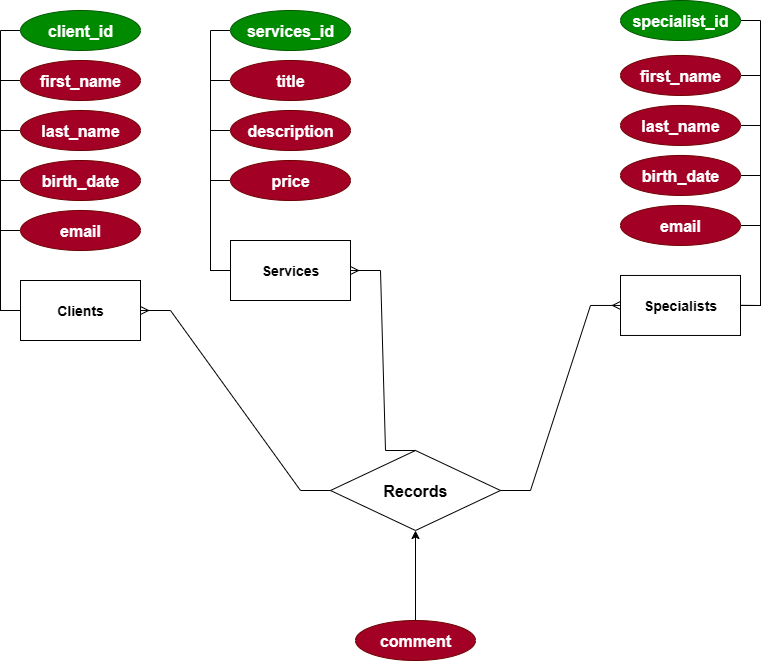 client_id
first_name
last_name
birth_date
email
Clients
services_id
title
description
price
Services
specialist_id
first_name
last_name
birth_date
email
Specialists
Records
comment